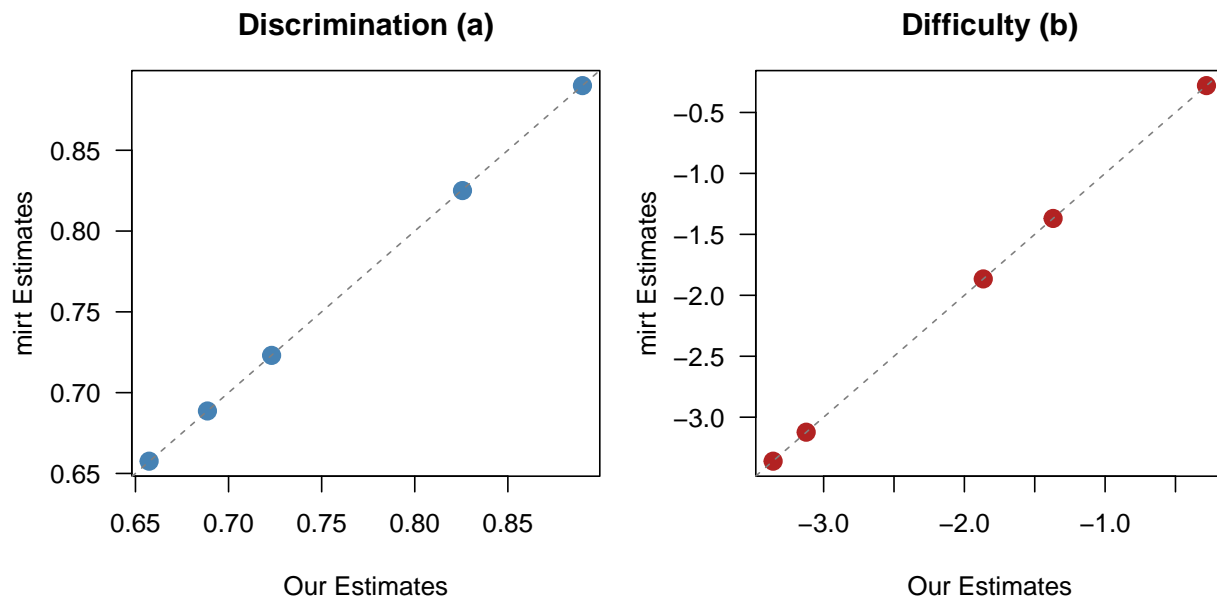 Discrimination (a)
mirt Estimates
0.85
0.80
0.75
0.70
0.65
0.65 0.70 0.75 0.80 0.85
Our Estimates
Difficulty (b)
mirt Estimates
−0.5
−1.0
−1.5
−2.0
−2.5
−3.0
−3.0 −2.0 −1.0
Our Estimates